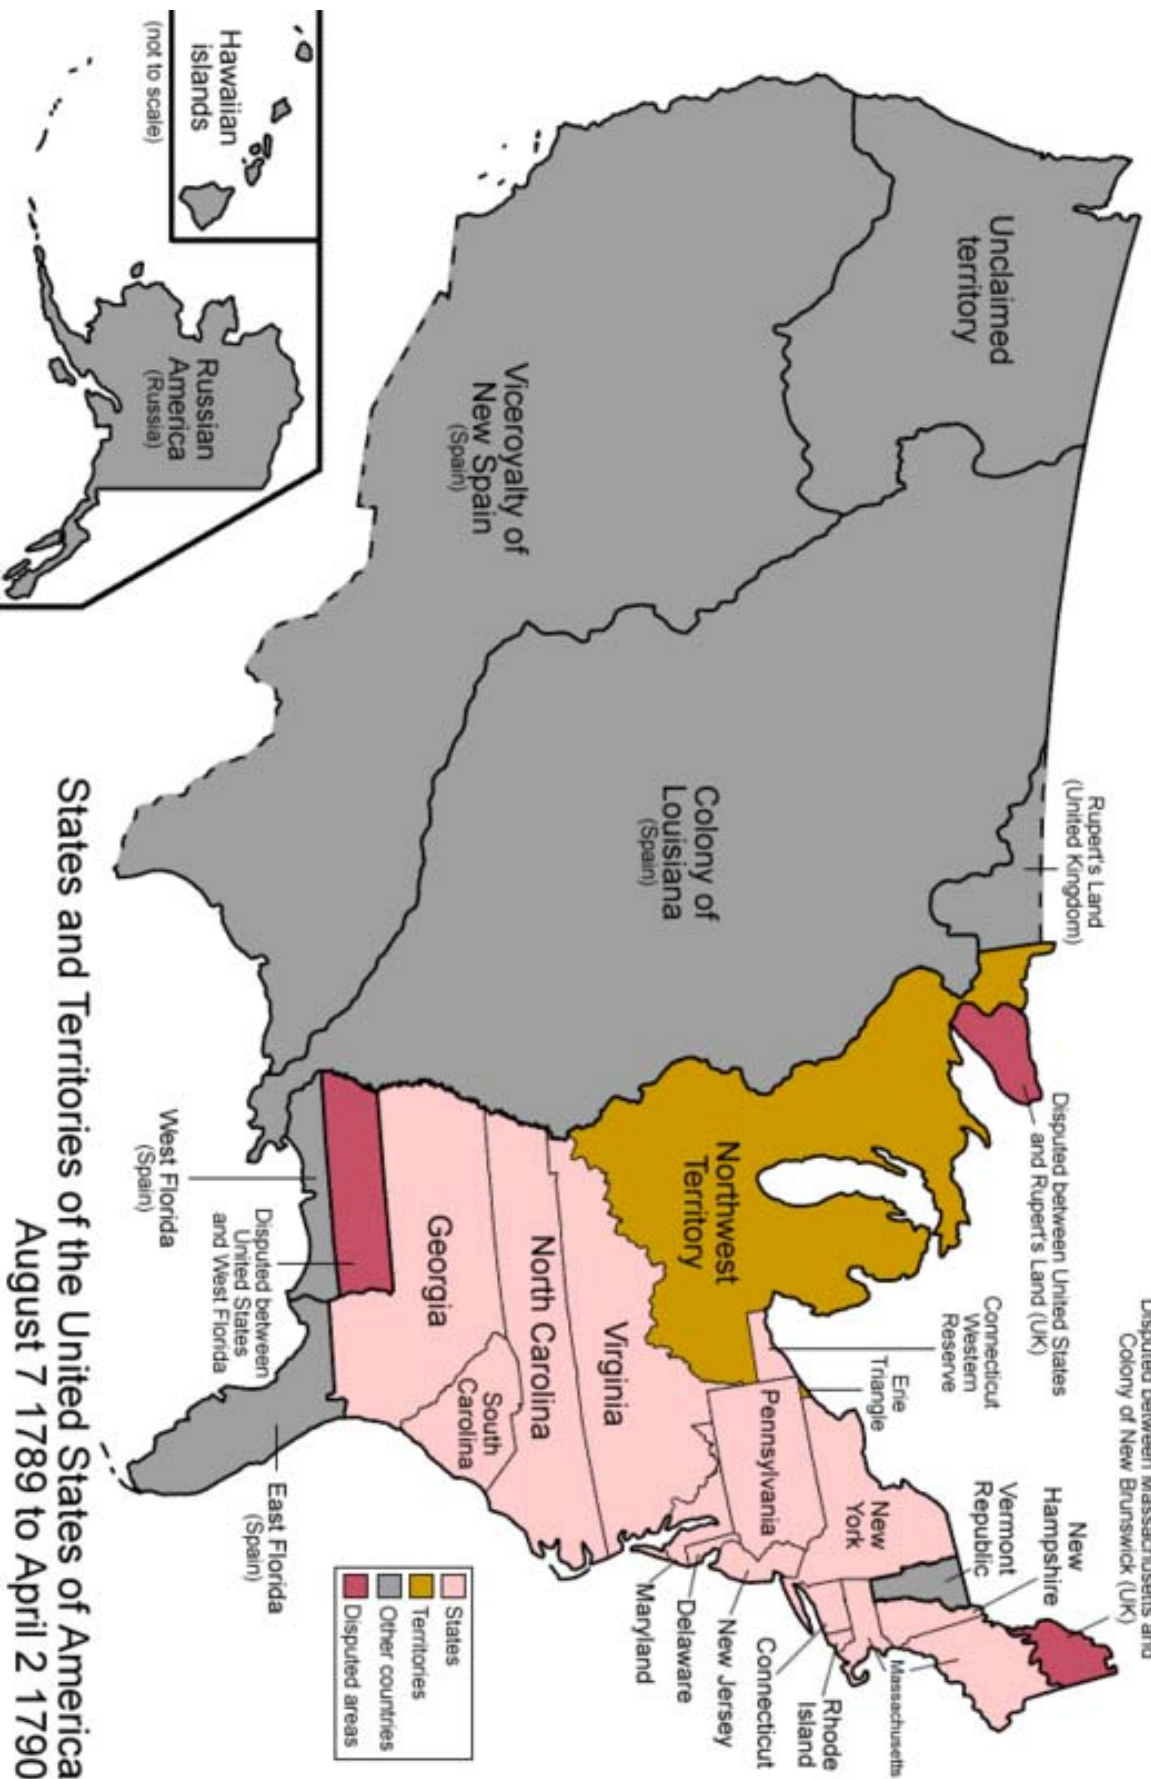 Unclaimed
territory
Rupert's Land
(United Kingdom)
Disputed between United States
and Rupert's Land (UK)
Disputed between Massachusetts and
Colony of New Brunswick (UK)
New
Hampshire
Vermont
Republic
Connecticut
Western
Reserve
Erie
Triangle
New
York
Massachusetts
Rhode
Island
Connecticut
New Jersey
Delaware
Maryland
Pennsylvania
Northwest
Territory
Colony of
Louisiana
(Spain)
Viceroyalty of
New Spain
(Spain)
Virginia
North Carolina
South
Carolina
Georgia
Disputed between
United States
and West Florida
West Florida
(Spain)
East Florida
(Spain)
Hawaiian
islands
(not to scale)
Russian
America
(Russia)
States
Territories
Other countries
Disputed areas
States and Territories of the United States of America
August 7 1789 to April 2 1790